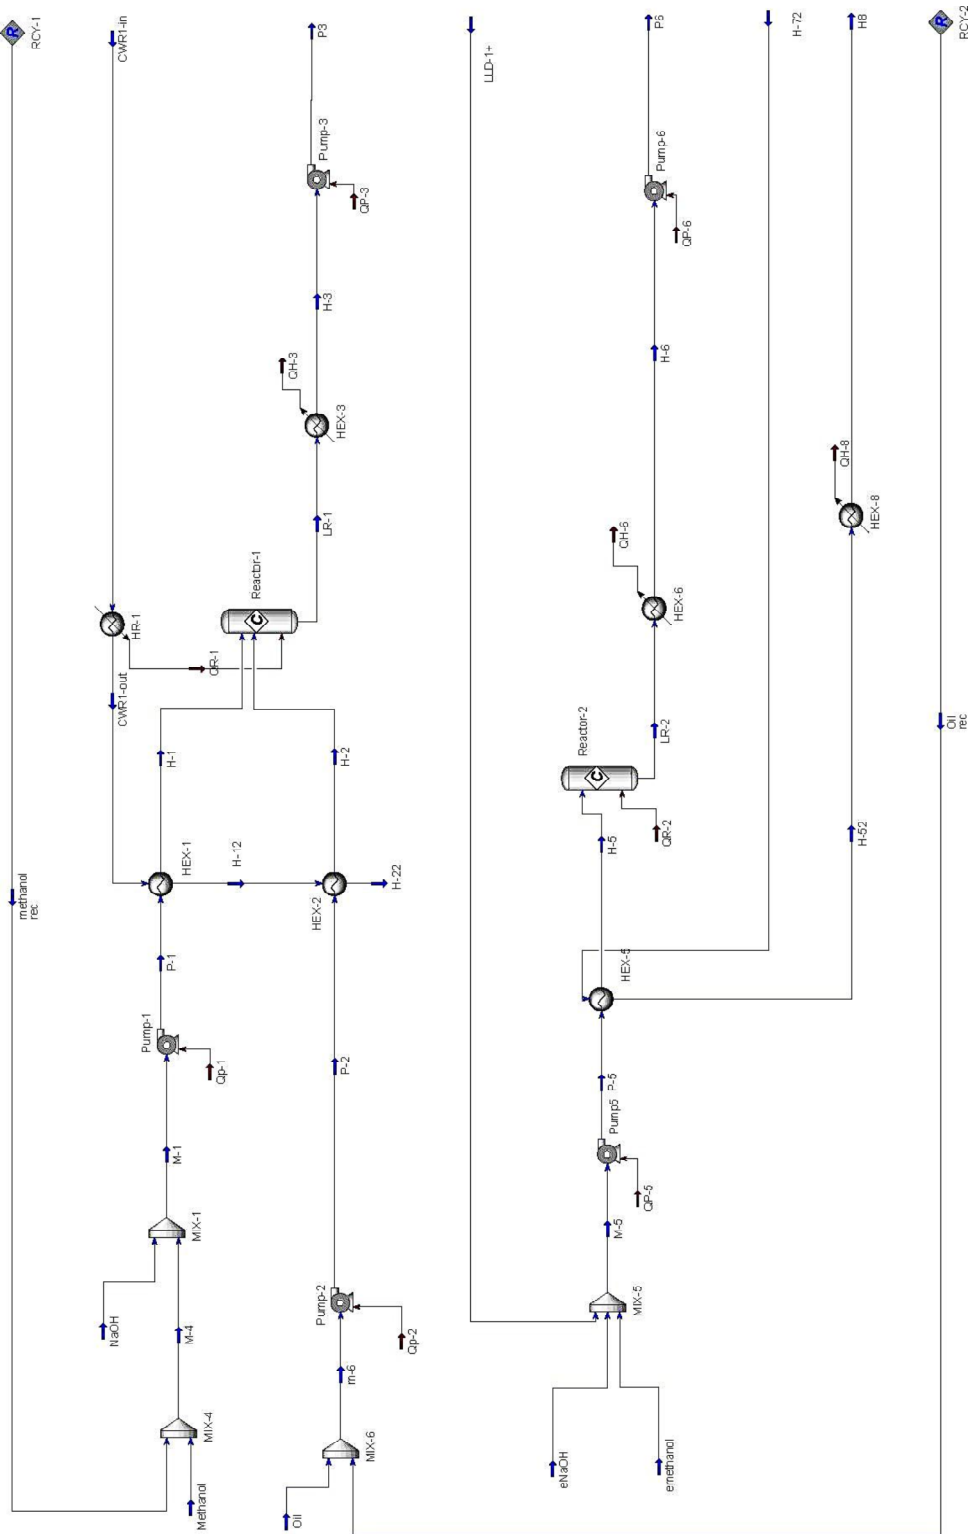 RCY-1
CWR1-in
P3
Pump-3
QP-3
H-3
QH-3
HEX-3
LR-1
Reactor-1
C
HR-1
QR-1
CWR1-out
H-1
H-2
HEX-1
H-12
HEX-2
H-22
methanol
rec
P-1
Pump-1
Qp-1
P-2
M-1
MIX-1
NaOH
M-4
Pump-2
Qp-2
m-6
MIX-4
MIX-6
Methanol
Oil
LLD-1+
P6
H-72
H8
RCY-2
Pump-6
QP-6
H-6
QH-8
HEX-8
QH-6
HEX-6
LR-2
Reactor-2
C
QR-2
H-5
H-52
Oil
rec
HEX-5
P-5
Pump5
QP-5
M-5
MIX-5
eNaOH
emethanol
R
R